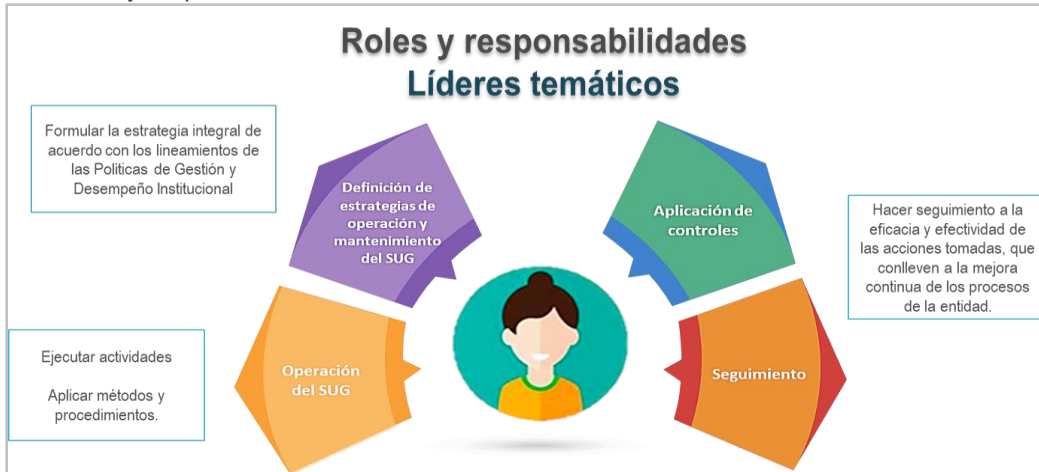 Roles y responsabilidades
Líderes temáticos
Formular la estrategia integral de
acuerdo con los lineamientos de
las Políticas de Gestión y
Desempeño Institucional
Definición de
estrategias de
operación y
mantenimiento
del SUG
Aplicación de
controles
Hacer seguimiento a la
eficacia y efectividad de
las acciones tomadas, que
conlleven a la mejora
continua de los procesos
de la entidad.
Ejecutar actividades
Aplicar métodos y
procedimientos.
Operación
del SUG
Seguimiento